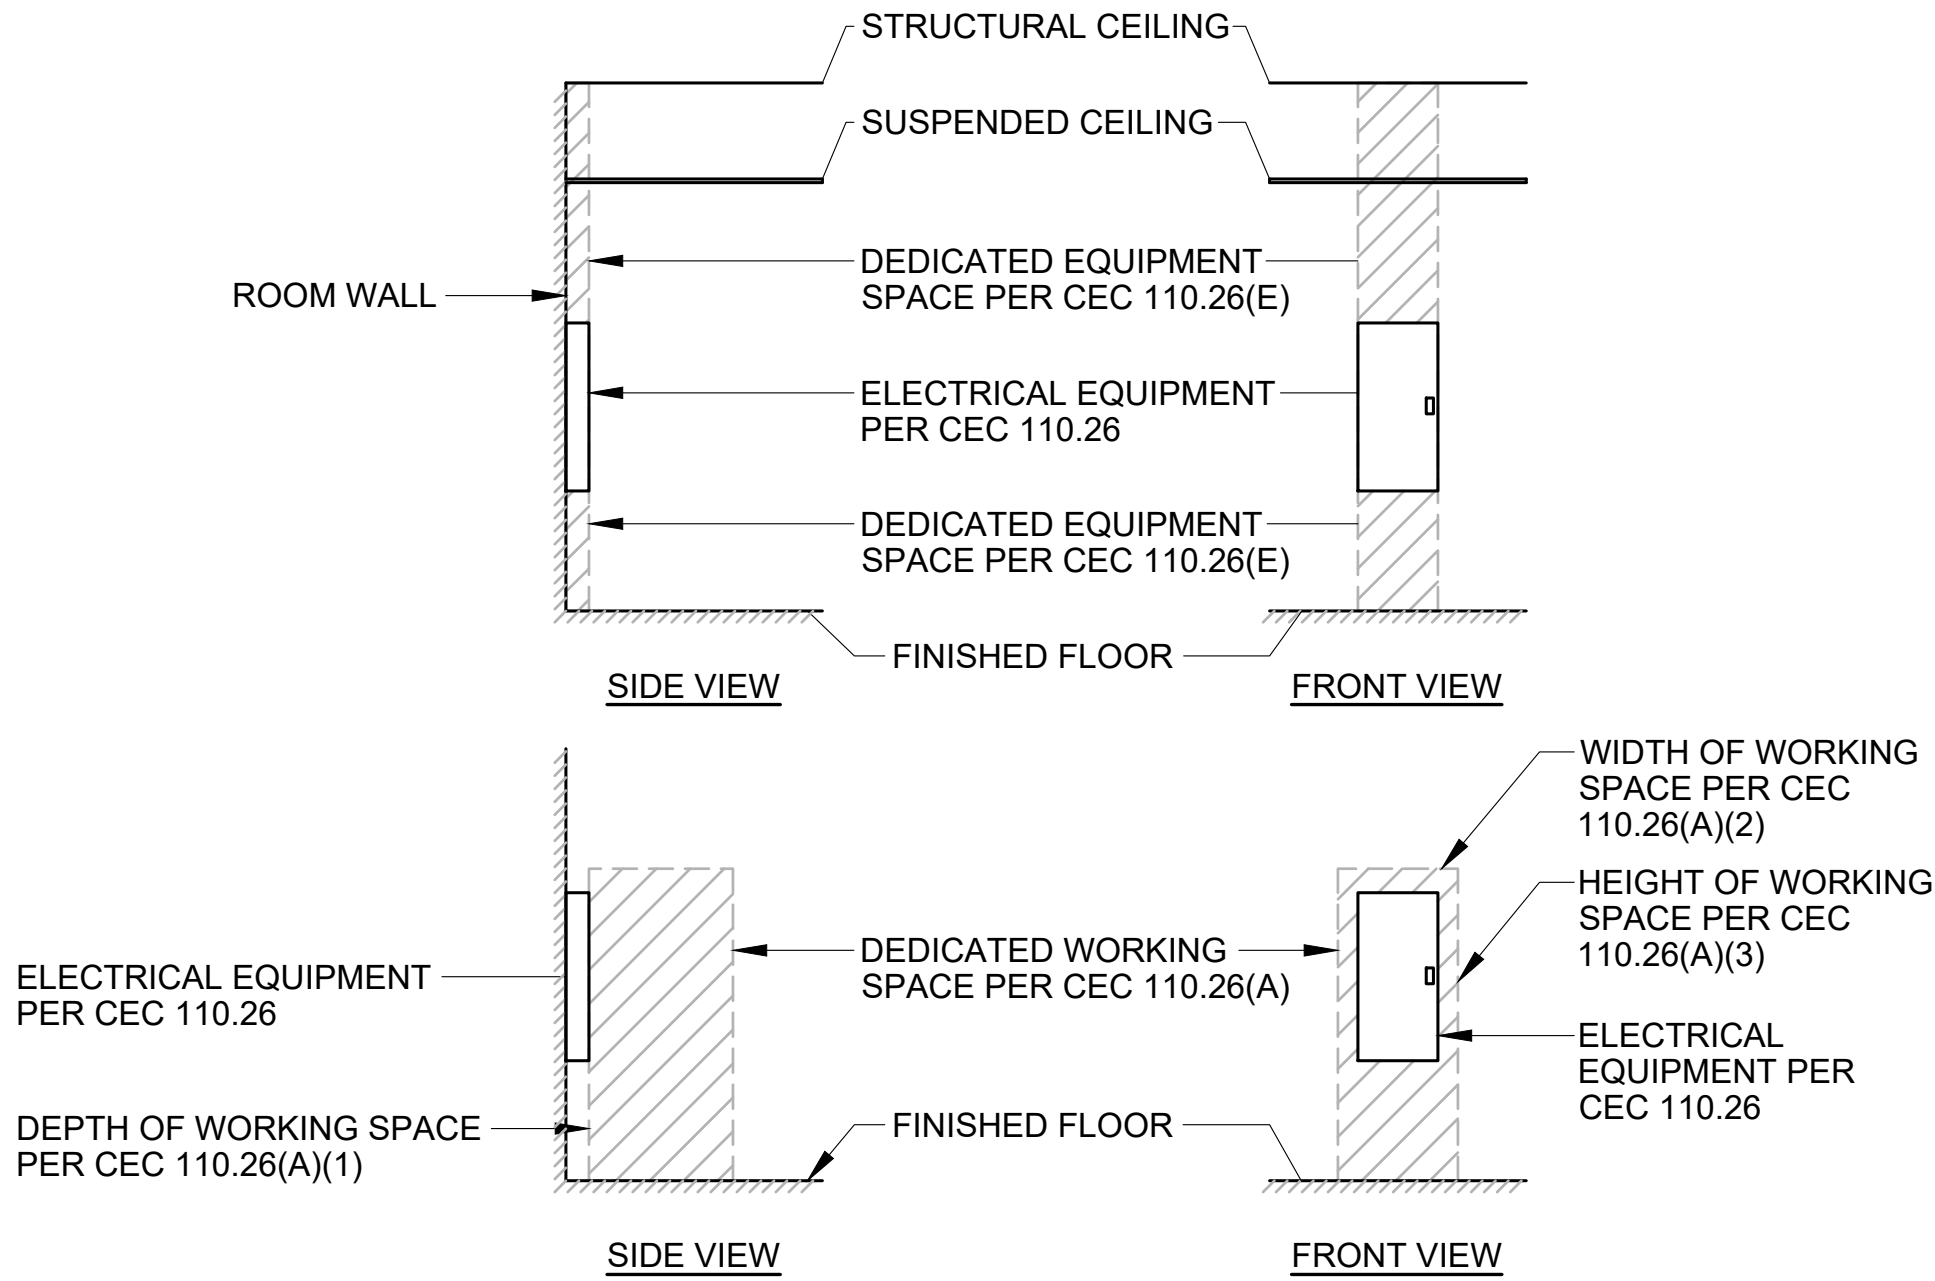 STRUCTURAL CEILING
SUSPENDED CEILING
DEDICATED EQUIPMENT
SPACE PER CEC 110.26(E)
ROOM WALL
ELECTRICAL EQUIPMENT
PER CEC 110.26
DEDICATED EQUIPMENT
SPACE PER CEC 110.26(E)
FINISHED FLOOR
SIDE VIEW
FRONT VIEW
WIDTH OF WORKING
SPACE PER CEC
110.26(A)(2)
HEIGHT OF WORKING
SPACE PER CEC
110.26(A)(3)
DEDICATED WORKING
SPACE PER CEC 110.26(A)
ELECTRICAL EQUIPMENT
PER CEC 110.26
ELECTRICAL
EQUIPMENT PER
CEC 110.26
DEPTH OF WORKING SPACE
PER CEC 110.26(A)(1)
FINISHED FLOOR
SIDE VIEW
FRONT VIEW